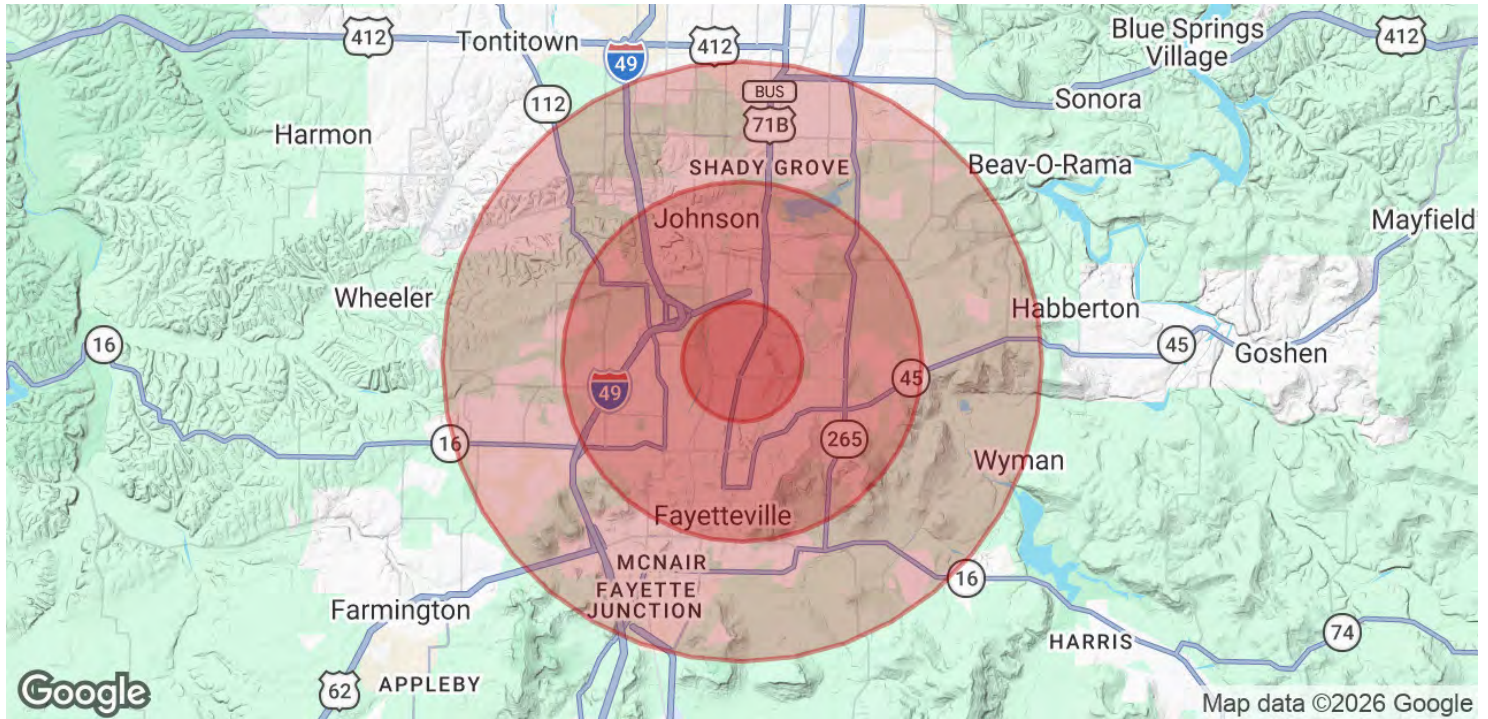 412
Tontitown
412
Blue Springs
Village
412
49
112
BUS
71B
Sonora
Harmon
SHADY GROVE
Beav-O-Rama
Johnson
Mayfield
Wheeler
Habberton
16
45
Goshen
49
45
16
265
Wyman
Fayetteville
MCNAIR
FAYETTE
JUNCTION
16
Farmington
HARRIS
74
62
APPLEBY
Google
Map data ©2026 Google